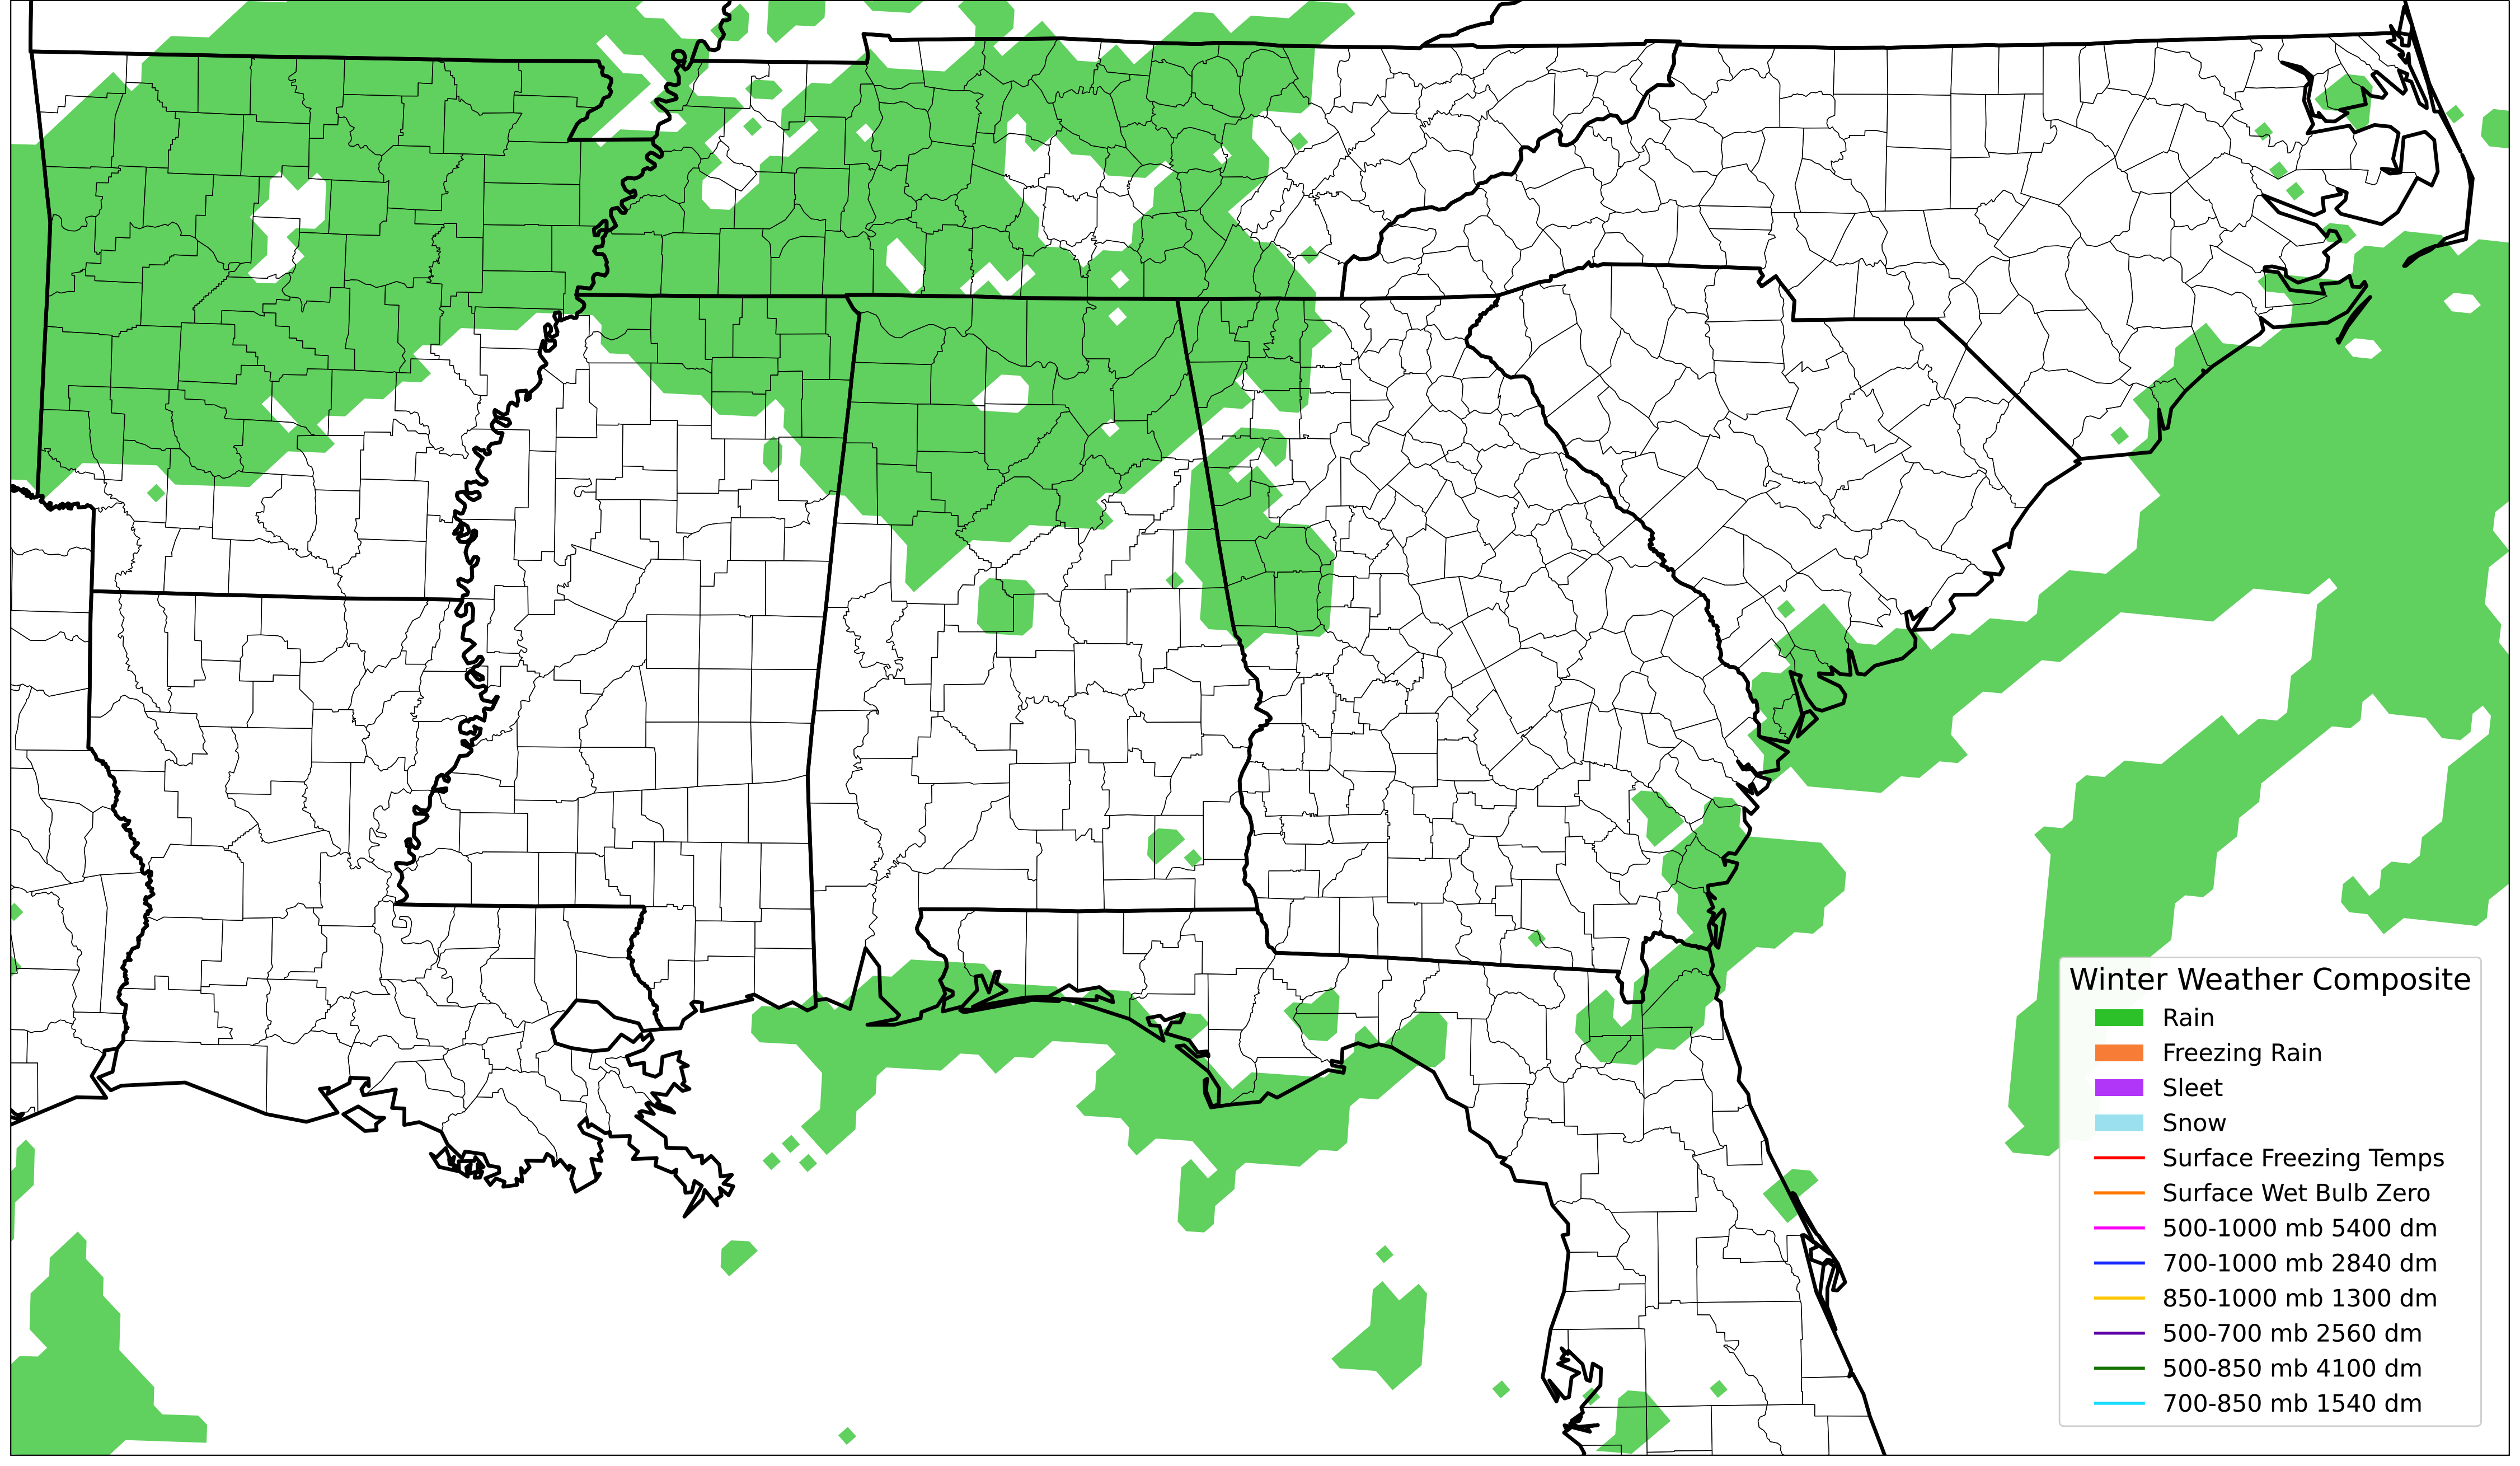 Winter Weather Composite
Rain
Freezing Rain
Sleet
Snow
Surface Freezing Temps
Surface Wet Bulb Zero
500-1000 mb 5400 dm
700-1000 mb 2840 dm
850-1000 mb 1300 dm
500-700 mb 2560 dm
500-850 mb 4100 dm
700-850 mb 1540 dm